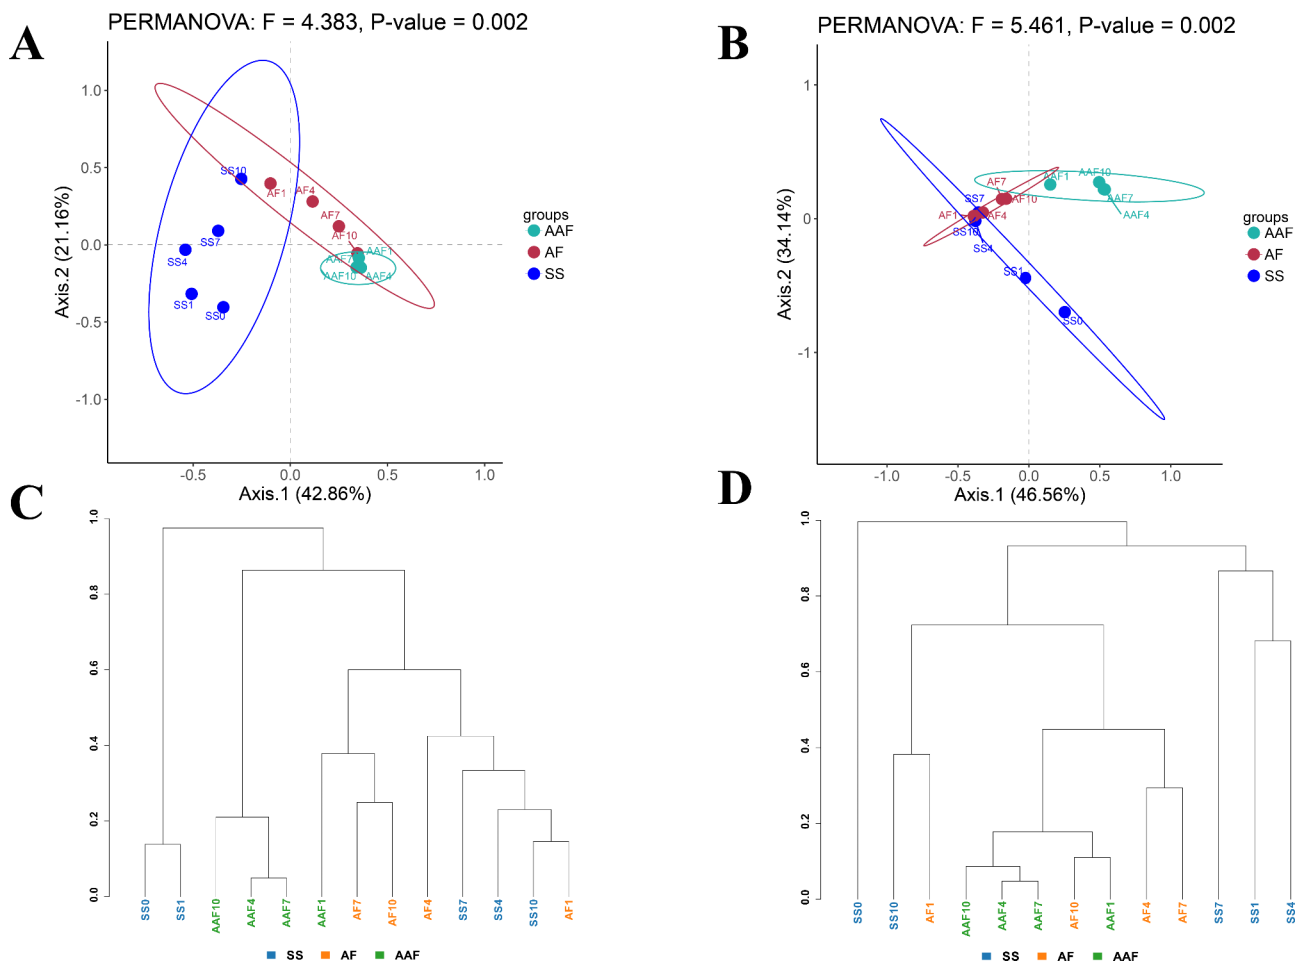 A
PERMANOVA: F = 4.383, P-value = 0.002
1.0
0.5
0.0
-0.5
-1.0
Axis.2 (21.16%)
SS10
AF1
AF4
AF7
AF10
SS7
SS4
AAF1
AAF7
AAF10
AAF4
SS1
SS0
-0.5
0.0
0.5
1.0
Axis.1 (42.86%)
groups
AAF
AF
SS
B
PERMANOVA: F = 5.461, P-value = 0.002
1
0
-1
Axis.2 (34.14%)
AF7
AAF1
AAF10
SS7
AF10
AAF7
AF1
AF4
AAF4
SS10
SS4
SS1
SS0
-1.0
-0.5
0.0
0.5
1.0
Axis.1 (46.56%)
groups
AAF
AF
SS
C
1.0
0.8
0.6
0.4
0.2
0.0
SS0
SS1
AAF10
AAF4
AAF7
AAF1
AF7
AF10
AF4
SS7
SS4
SS10
AF1
SS AF AAF
D
1.0
0.8
0.6
0.4
0.2
0.0
SS0
SS10
AF1
AAF10
AAF4
AAF7
AF10
AAF1
AF4
AF7
SS7
SS1
SS4
SS AF AAF